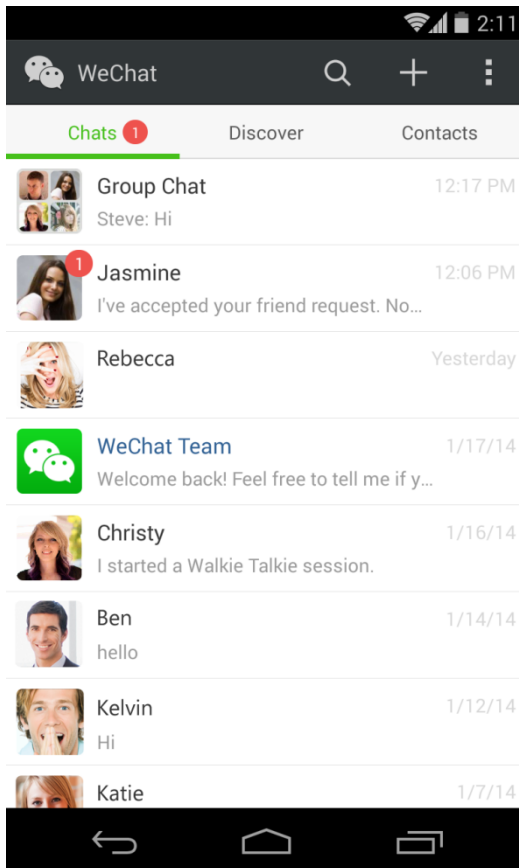 2:11
WeChat
Chats 1 Discover Contacts
Group Chat 12:17 PM
Steve: Hi
1
Jasmine 12:06 PM
I've accepted your friend request. No...
Rebecca Yesterday
WeChat Team 1/17/14
Welcome back! Feel free to tell me if y...
Christy 1/16/14
I started a Walkie Talkie session.
Ben 1/14/14
hello
Kelvin 1/12/14
Hi
Katie 1/7/14